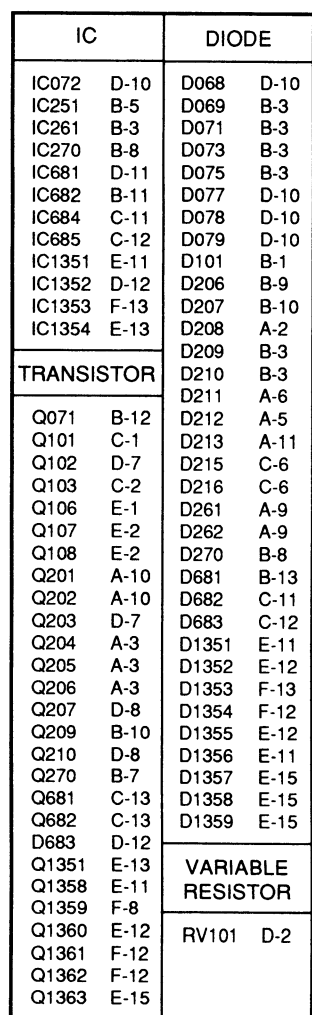 IC
IC072 D-10
IC251 B-5
IC261 B-3
IC270 B-8
IC681 D-11
IC682 B-11
IC684 C-11
IC685 C-12
IC1351 E-11
IC1352 D-12
IC1353 F-13
IC1354 E-13
TRANSISTOR
Q071 B-12
Q101 C-1
Q102 D-7
Q103 C-2
Q106 E-1
Q107 E-2
Q108 E-2
Q201 A-10
Q202 A-10
Q203 D-7
Q204 A-3
Q205 A-3
Q206 A-3
Q207 D-8
Q209 B-10
Q210 D-8
Q270 B-7
Q681 C-13
Q682 C-13
D683 D-12
Q1351 E-13
Q1358 E-11
Q1359 F-8
Q1360 E-12
Q1361 F-12
Q1362 F-12
Q1363 E-15
DIODE
D068 D-10
D069 B-3
D071 B-3
D073 B-3
D075 B-3
D077 D-10
D078 D-10
D079 D-10
D101 B-1
D206 B-9
D207 B-10
D208 A-2
D209 B-3
D210 B-3
D211 A-6
D212 A-5
D213 A-11
D215 C-6
D216 C-6
D261 A-9
D262 A-9
D270 B-8
D681 B-13
D682 C-11
D683 C-12
D1351 E-11
D1352 E-12
D1353 F-13
D1354 F-12
D1355 E-12
D1356 E-11
D1357 E-15
D1358 E-15
D1359 E-15
VARIABLE
RESISTOR
RV101 D-2